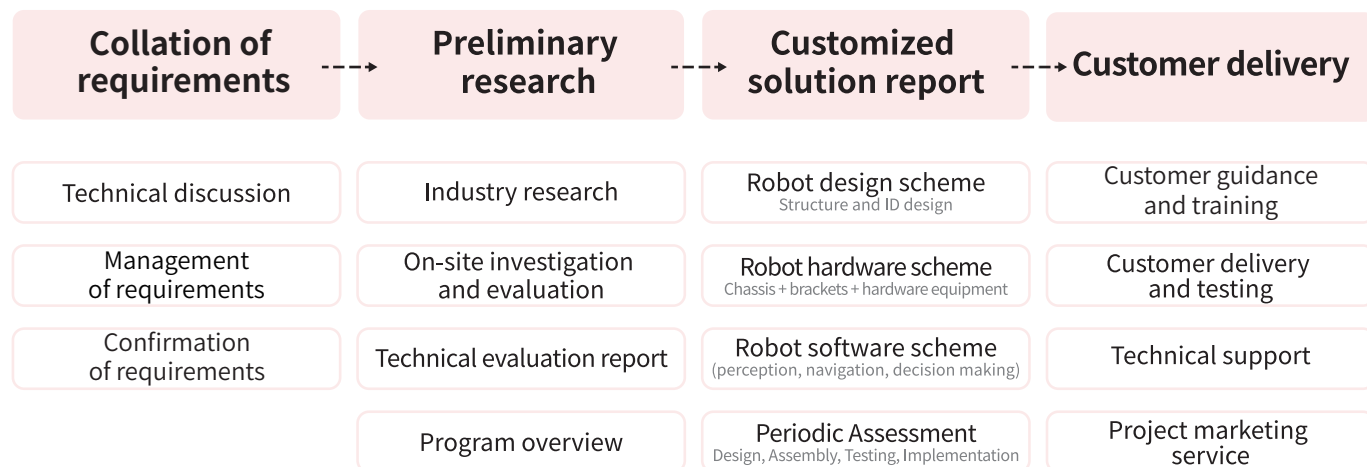 Collation of
requirements
Preliminary
research
Customized
solution report
Customer delivery
Technical discussion
Management
of requirements
Confirmation
of requirements
Industry research
On-site investigation
and evaluation
Technical evaluation report
Program overview
Robot design scheme
Structure and ID design
Robot hardware scheme
Chassis + brackets + hardware equipment
Robot software scheme
(perception, navigation, decision making)
Periodic Assessment
Design, Assembly, Testing, Implementation
Customer guidance
and training
Customer delivery
and testing
Technical support
Project marketing
service